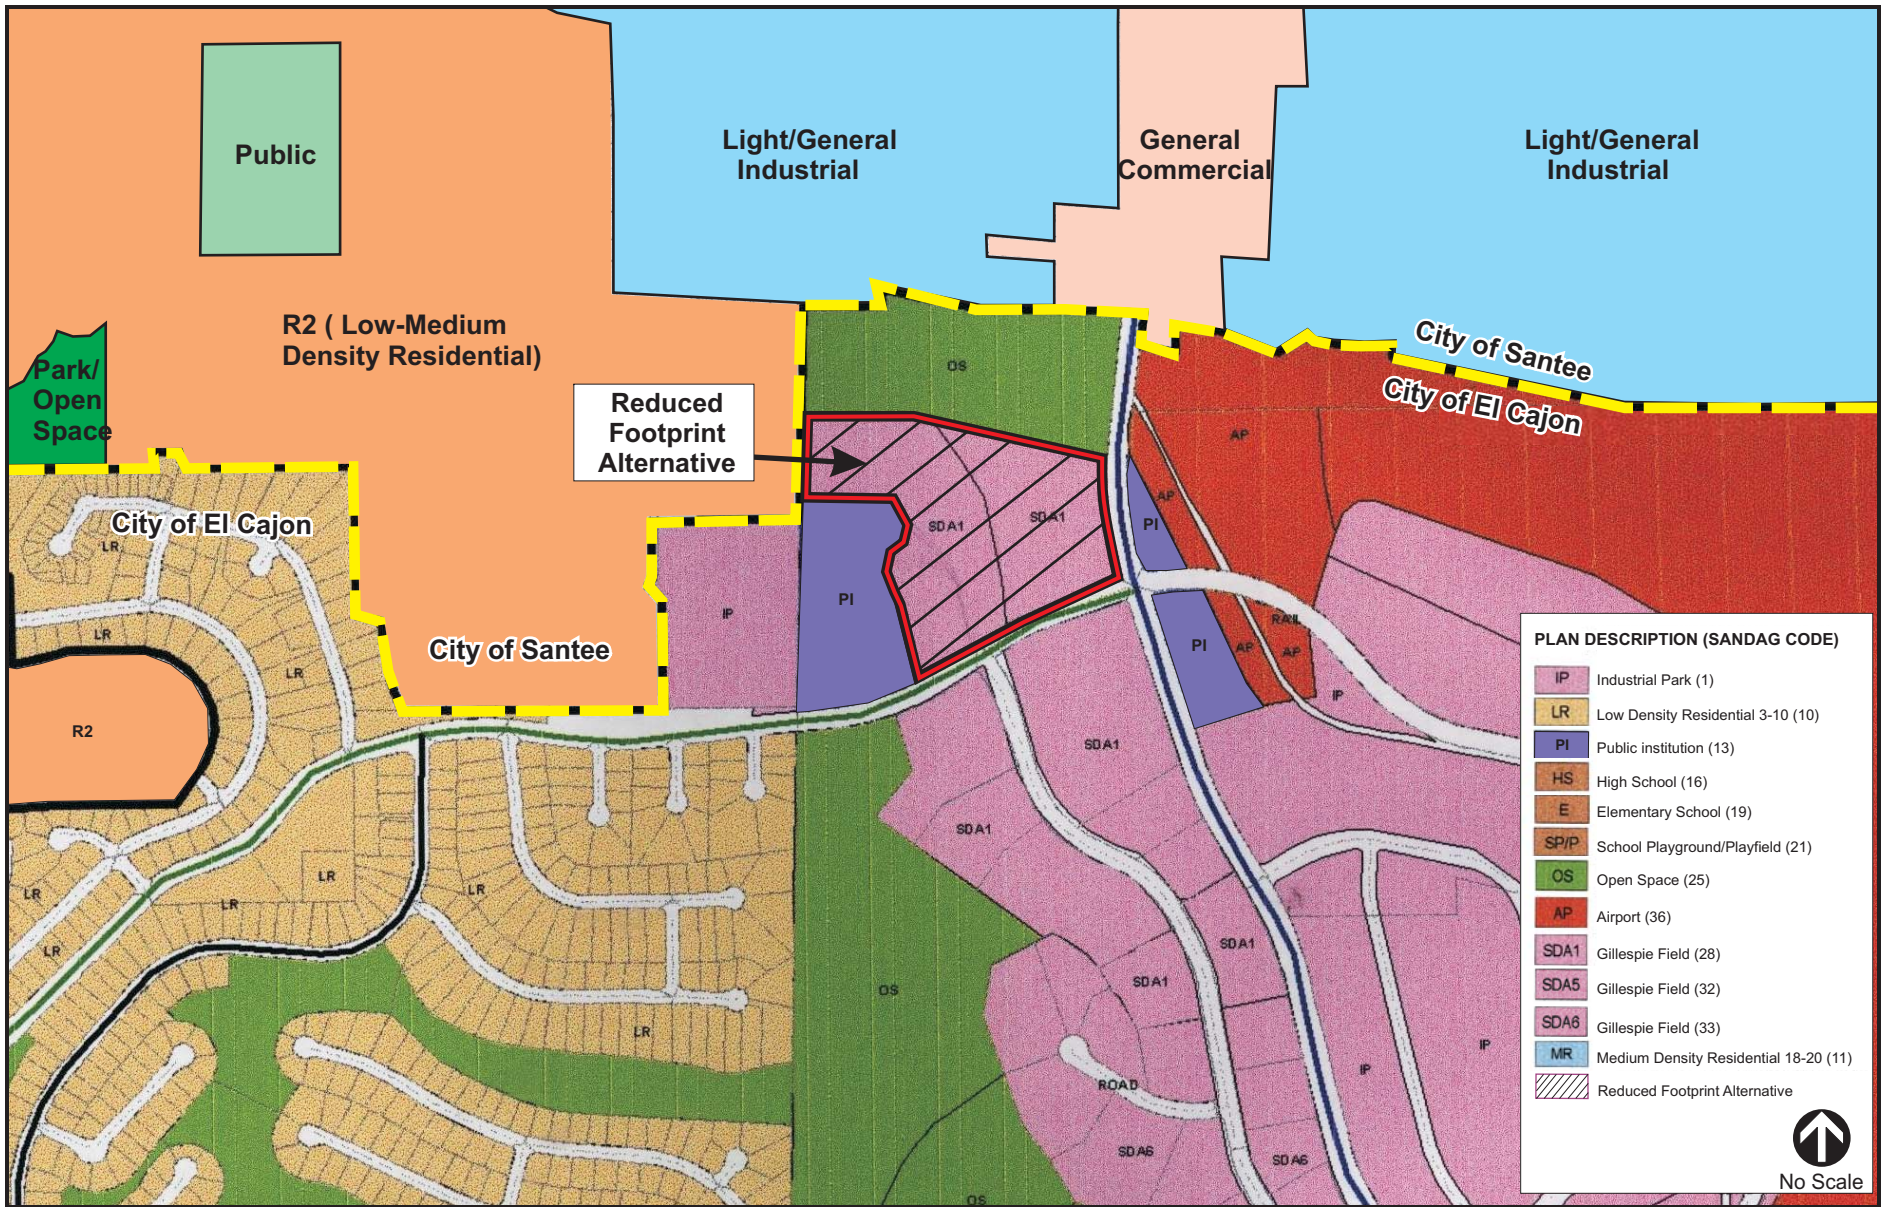 Public
Light/General
Industrial
General
Commercial
Light/General
Industrial
R2 ( Low-Medium
Density Residential)
Park/
Open
Space
City of Santee
City of El Cajon
OS
Reduced
Footprint
Alternative
AP
AP
SDA1
SDA1
PI
City of El Cajon
LR
PI
IP
LR
City of Santee
LR
PI
AP
RAIL
AP
IP
R2
SDA1
SDA1
LR
LR
LR
LR
LR
SDA1
SDA1
OS
LR
IP
IP
ROAD
SDA6
SDA6
OS
PLAN DESCRIPTION (SANDAG CODE)
IP Industrial Park (1)
LR Low Density Residential 3-10 (10)
PI Public institution (13)
HS High School (16)
E Elementary School (19)
SP/P School Playground/Playfield (21)
OS Open Space (25)
AP Airport (36)
SDA1 Gillespie Field (28)
SDA5 Gillespie Field (32)
SDA6 Gillespie Field (33)
MR Medium Density Residential 18-20 (11)
Reduced Footprint Alternative
No Scale